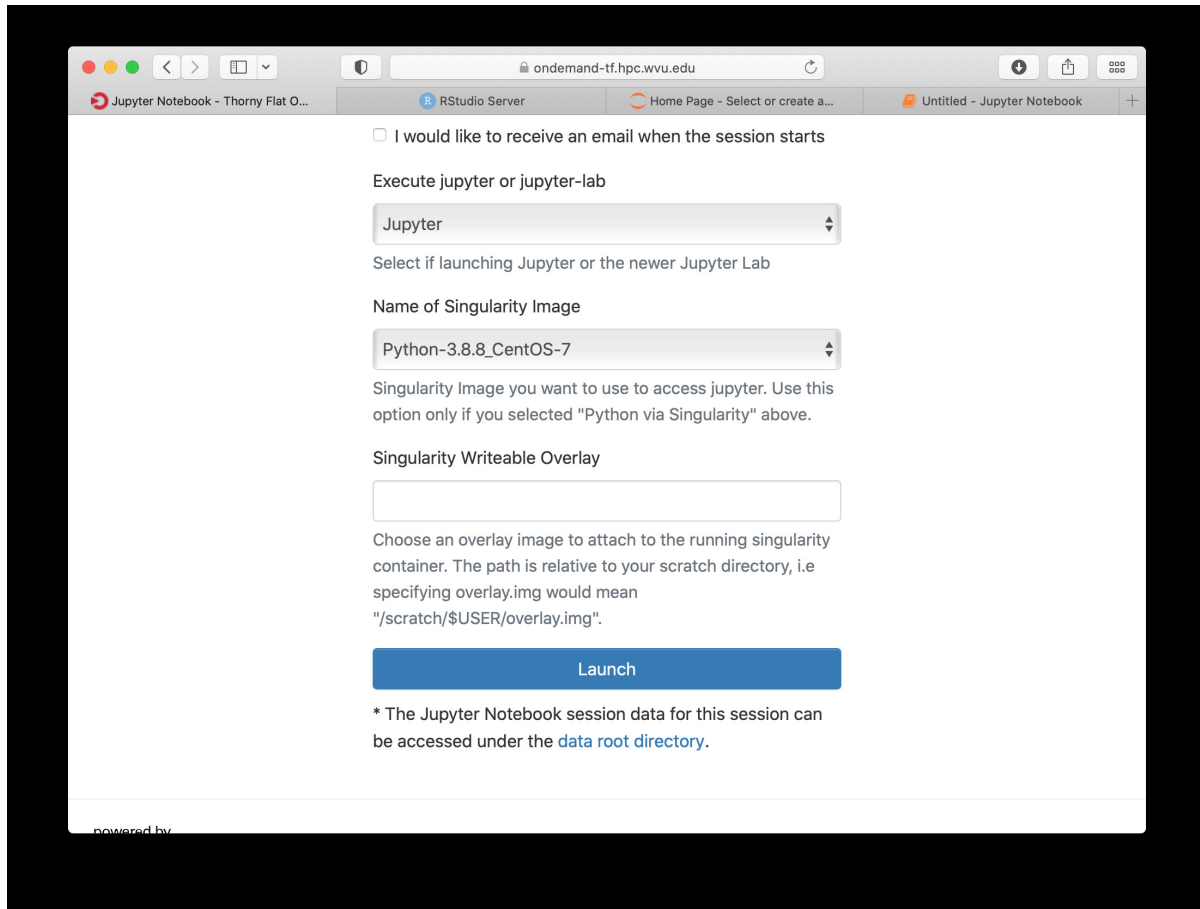 ondemand-tf.hpc.wvu.edu
Jupyter Notebook - Thorny Flat O...
R RStudio Server
Home Page - Select or create a...
Untitled - Jupyter Notebook
I would like to receive an email when the session starts
Execute jupyter or jupyter-lab
Jupyter
Select if launching Jupyter or the newer Jupyter Lab
Name of Singularity Image
Python-3.8.8_CentOS-7
Singularity Image you want to use to access jupyter. Use this
option only if you selected "Python via Singularity" above.
Singularity Writeable Overlay
Choose an overlay image to attach to the running singularity
container. The path is relative to your scratch directory, i.e
specifying overlay.img would mean
"/scratch/$USER/overlay.img".
Launch
* The Jupyter Notebook session data for this session can
be accessed under the data root directory.
powered by